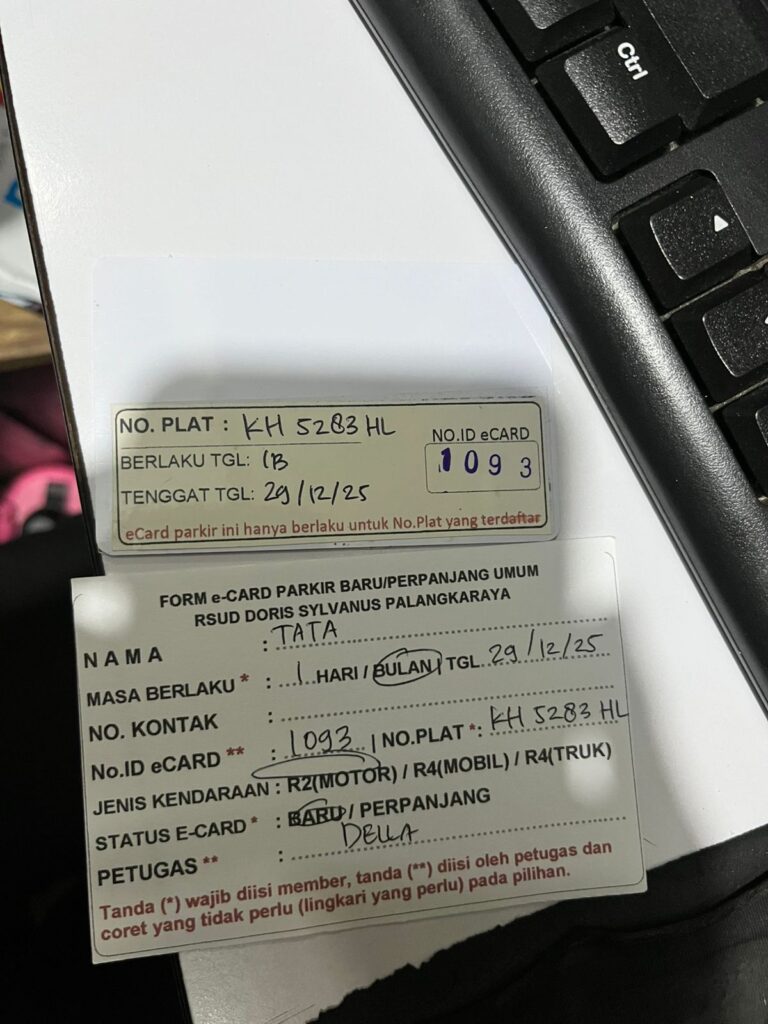 Ctrl
NO. PLAT : KH 5283 HL
NO.ID eCARD
BERLAKU TGL: 1B
1093
TENGGAT TGL: 29/12/25
eCard parkir ini hanya berlaku untuk No.Plat yang terdaftar
FORM e-CARD PARKIR BARU/PERPANJANG UMUM
RSUD DORIS SYLVANUS PALANGKARAYA
NAMA : TATA
MASA BERLAKU * : 1 HARI / BULAN | TGL 29/12/25
NO. KONTAK :
No.ID eCARD ** : 1093 | NO.PLAT *: KH 5283 HL
JENIS KENDARAAN : R2(MOTOR) / R4(MOBIL) / R4(TRUK)
STATUS E-CARD * : BARU / PERPANJANG
PETUGAS ** : DELLA
Tanda (*) wajib diisi member, tanda (**) diisi oleh petugas dan
coret yang tidak perlu (lingkari yang perlu) pada pilihan.